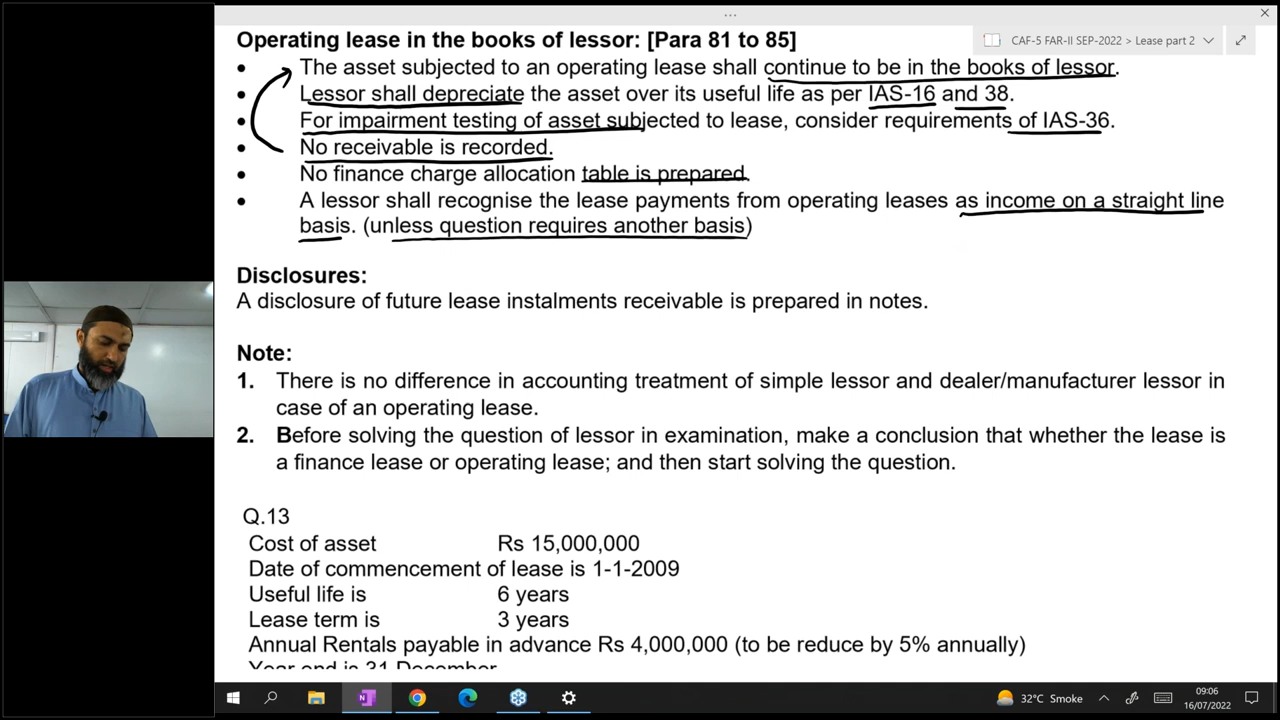 Operating lease in the books of lessor: [Para 81 to 85]
CAF-5 FAR-II SEP-2022 > Lease part 2
• The asset subjected to an operating lease shall continue to be in the books of lessor.
• Lessor shall depreciate the asset over its useful life as per IAS-16 and 38.
• For impairment testing of asset subjected to lease, consider requirements of IAS-36.
• No receivable is recorded.
• No finance charge allocation table is prepared.
• A lessor shall recognise the lease payments from operating leases as income on a straight line
basis. (unless question requires another basis)
Disclosures:
A disclosure of future lease instalments receivable is prepared in notes.
Note:
1. There is no difference in accounting treatment of simple lessor and dealer/manufacturer lessor in
case of an operating lease.
2. Before solving the question of lessor in examination, make a conclusion that whether the lease is
a finance lease or operating lease; and then start solving the question.
Q.13
Cost of asset Rs 15,000,000
Date of commencement of lease is 1-1-2009
Useful life is 6 years
Lease term is 3 years
Annual Rentals payable in advance Rs 4,000,000 (to be reduce by 5% annually)
Year end is 31 December
32°C Smoke
09:06
16/07/2022